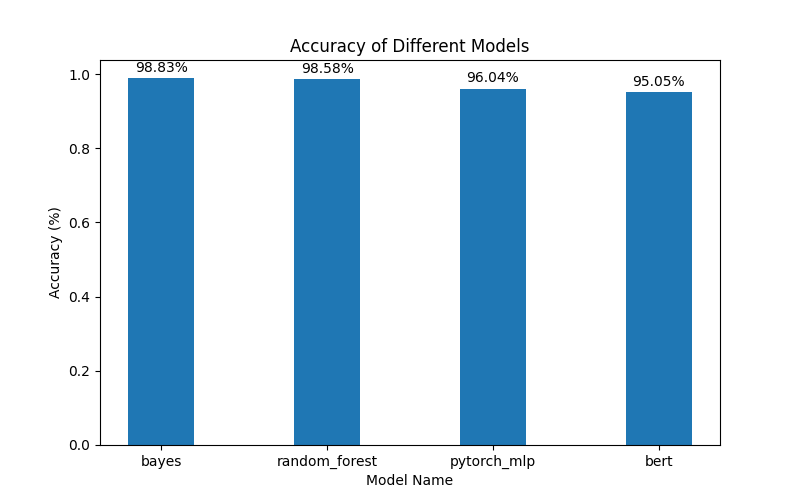 Accuracy of Different Models
98.83%
98.58%
96.04%
95.05%
1.0
0.8
0.6
0.4
0.2
0.0
Accuracy (%)
bayes
random_forest
pytorch_mlp
bert
Model Name